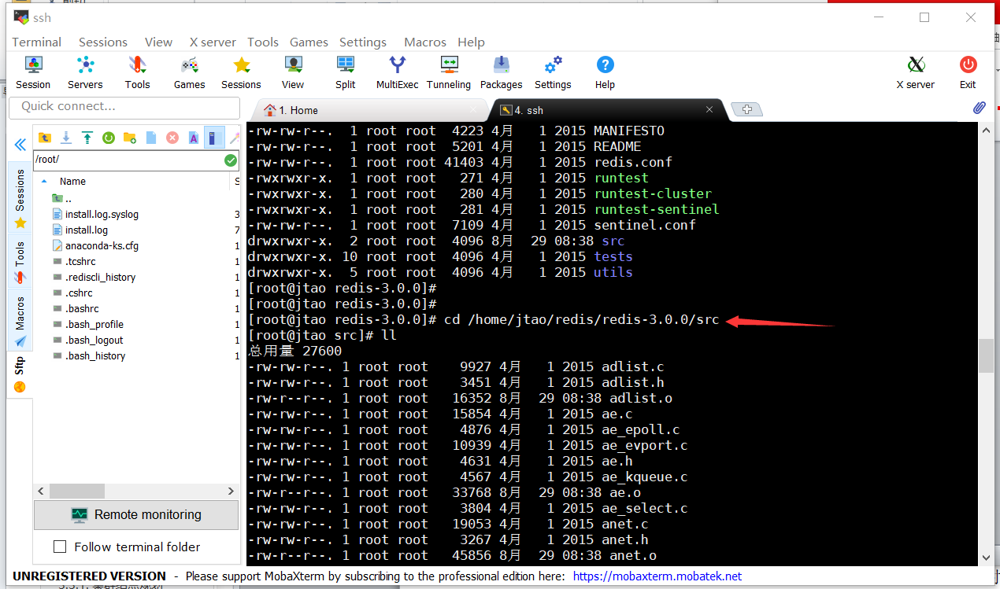 ssh
Terminal Sessions View X server Tools Games Settings Macros Help
Session Servers Tools Games Sessions View Split MultiExec Tunneling Packages Settings Help X server Exit
Quick connect...
1. Home
4. ssh
/root/
Name S
..
install.log.syslog 3
install.log 7
anaconda-ks.cfg 1
.tcshrc 1
.rediscli_history 1
.cshrc 1
.bashrc 1
.bash_profile 1
.bash_logout 1
.bash_history 1
Sessions
Tools
Macros
Sftp
Remote monitoring
Follow terminal folder
-rw-rw-r--. 1 root root 4223 4月 1 2015 MANIFESTO
-rw-rw-r--. 1 root root 5201 4月 1 2015 README
-rw-rw-r--. 1 root root 41403 4月 1 2015 redis.conf
-rwxrwxr-x. 1 root root 271 4月 1 2015 runtest
-rwxrwxr-x. 1 root root 280 4月 1 2015 runtest-cluster
-rwxrwxr-x. 1 root root 281 4月 1 2015 runtest-sentinel
-rw-rw-r--. 1 root root 7109 4月 1 2015 sentinel.conf
drwxrwxr-x. 2 root root 4096 8月 29 08:38 src
drwxrwxr-x. 10 root root 4096 4月 1 2015 tests
drwxrwxr-x. 5 root root 4096 4月 1 2015 utils
[root@jtao redis-3.0.0]#
[root@jtao redis-3.0.0]#
[root@jtao redis-3.0.0]# cd /home/jtao/redis/redis-3.0.0/src
[root@jtao src]# ll
总用量 27600
-rw-rw-r--. 1 root root 9927 4月 1 2015 adlist.c
-rw-rw-r--. 1 root root 3451 4月 1 2015 adlist.h
-rw-r--r--. 1 root root 16352 8月 29 08:38 adlist.o
-rw-rw-r--. 1 root root 15854 4月 1 2015 ae.c
-rw-rw-r--. 1 root root 4876 4月 1 2015 ae_epoll.c
-rw-rw-r--. 1 root root 10939 4月 1 2015 ae_evport.c
-rw-rw-r--. 1 root root 4631 4月 1 2015 ae.h
-rw-rw-r--. 1 root root 4567 4月 1 2015 ae_kqueue.c
-rw-r--r--. 1 root root 33768 8月 29 08:38 ae.o
-rw-rw-r--. 1 root root 3804 4月 1 2015 ae_select.c
-rw-rw-r--. 1 root root 19053 4月 1 2015 anet.c
-rw-rw-r--. 1 root root 3267 4月 1 2015 anet.h
-rw-r--r--. 1 root root 45856 8月 29 08:38 anet.o
UNREGISTERED VERSION - Please support MobaXterm by subscribing to the professional edition here: https://mobaxterm.mobatek.net